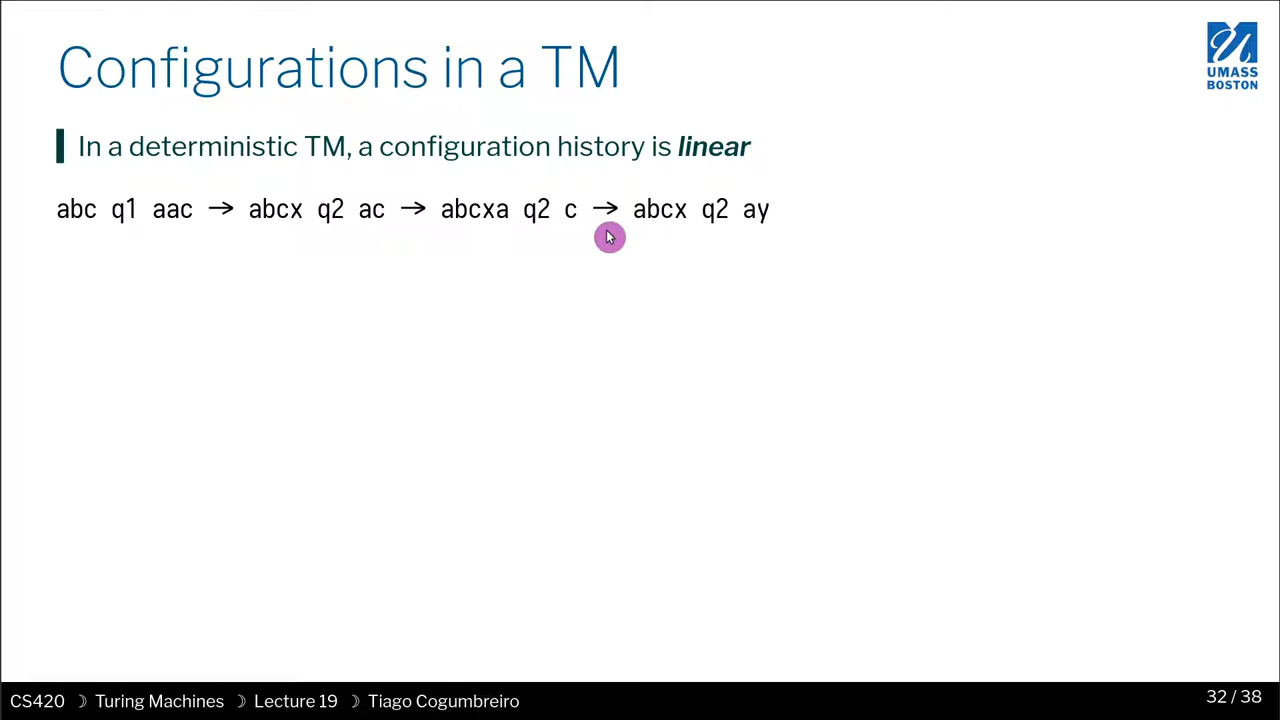 Configurations in a TM
UMASS
BOSTON
In a deterministic TM, a configuration history is linear
abc q1 aac → abcx q2 ac → abcxa q2 c → abcx q2 ay
CS420 ☽ Turing Machines ☽ Lecture 19 ☽ Tiago Cogumbreiro
32 / 38